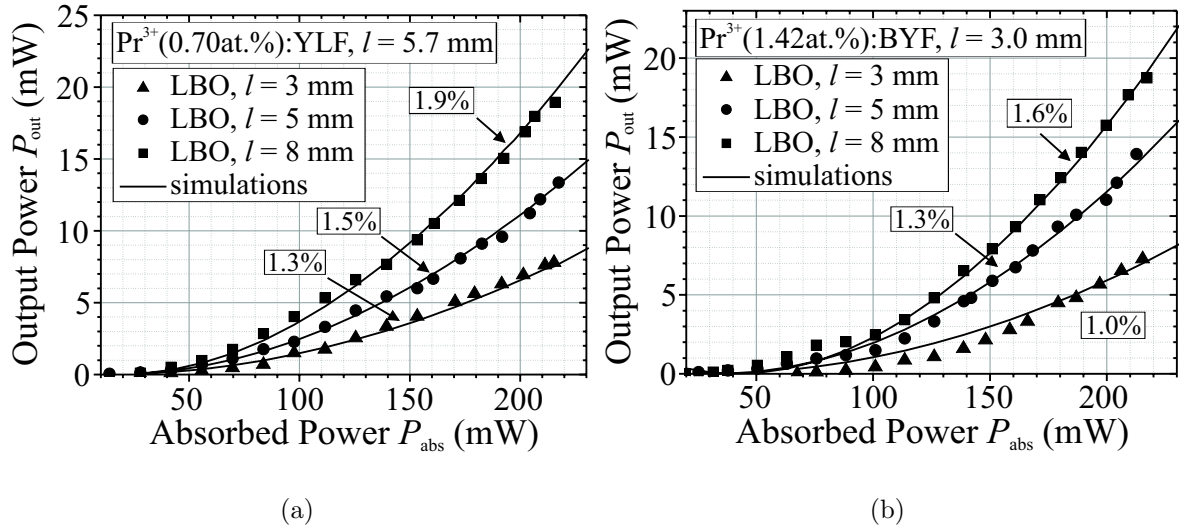 Pr³⁺(0.70at.%):YLF, l = 5.7 mm
LBO, l = 3 mm
LBO, l = 5 mm
LBO, l = 8 mm
simulations
1.9%
1.5%
1.3%
Output Power P_out (mW)
25
20
15
10
5
0
50 100 150 200
Absorbed Power P_abs (mW)
(a)
Pr³⁺(1.42at.%):BYF, l = 3.0 mm
LBO, l = 3 mm
LBO, l = 5 mm
LBO, l = 8 mm
simulations
1.6%
1.3%
1.0%
Output Power P_out (mW)
20
15
10
5
0
50 100 150 200
Absorbed Power P_abs (mW)
(b)